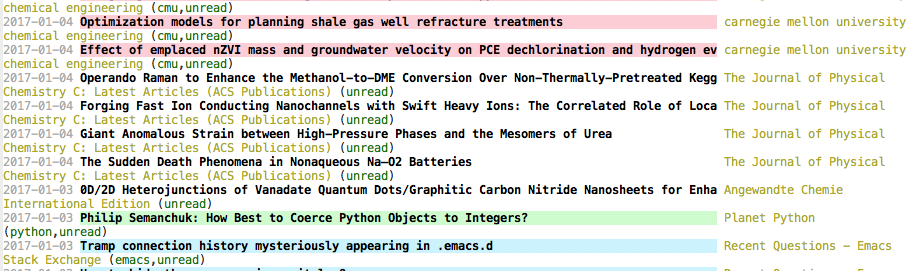 chemical engineering (cmu,unread)
2017-01-04 Optimization models for planning shale gas well refracture treatments carnegie mellon university
chemical engineering (cmu,unread)
2017-01-04 Effect of emplaced nZVI mass and groundwater velocity on PCE dechlorination and hydrogen ev carnegie mellon university
chemical engineering (cmu,unread)
2017-01-04 Operando Raman to Enhance the Methanol-to-DME Conversion Over Non-Thermally-Pretreated Kegg The Journal of Physical
Chemistry C: Latest Articles (ACS Publications) (unread)
2017-01-04 Forging Fast Ion Conducting Nanochannels with Swift Heavy Ions: The Correlated Role of Loca The Journal of Physical
Chemistry C: Latest Articles (ACS Publications) (unread)
2017-01-04 Giant Anomalous Strain between High-Pressure Phases and the Mesomers of Urea The Journal of Physical
Chemistry C: Latest Articles (ACS Publications) (unread)
2017-01-04 The Sudden Death Phenomena in Nonaqueous Na–O2 Batteries The Journal of Physical
Chemistry C: Latest Articles (ACS Publications) (unread)
2017-01-03 0D/2D Heterojunctions of Vanadate Quantum Dots/Graphitic Carbon Nitride Nanosheets for Enha Angewandte Chemie
International Edition (unread)
2017-01-03 Philip Semanchuk: How Best to Coerce Python Objects to Integers? Planet Python
(python,unread)
2017-01-03 Tramp connection history mysteriously appearing in .emacs.d Recent Questions - Emacs
Stack Exchange (emacs,unread)